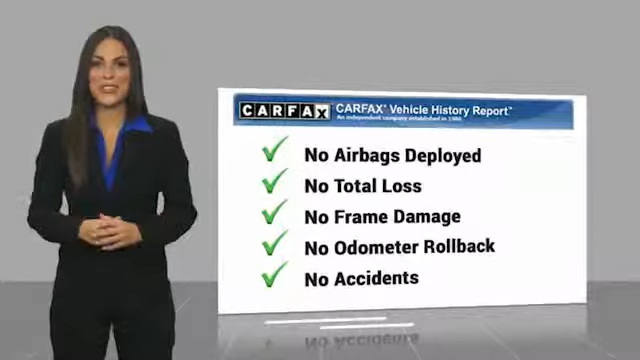 CARFAX CARFAX® Vehicle History Report™
An independent company established in 1986
No Airbags Deployed
No Total Loss
No Frame Damage
No Odometer Rollback
No Accidents